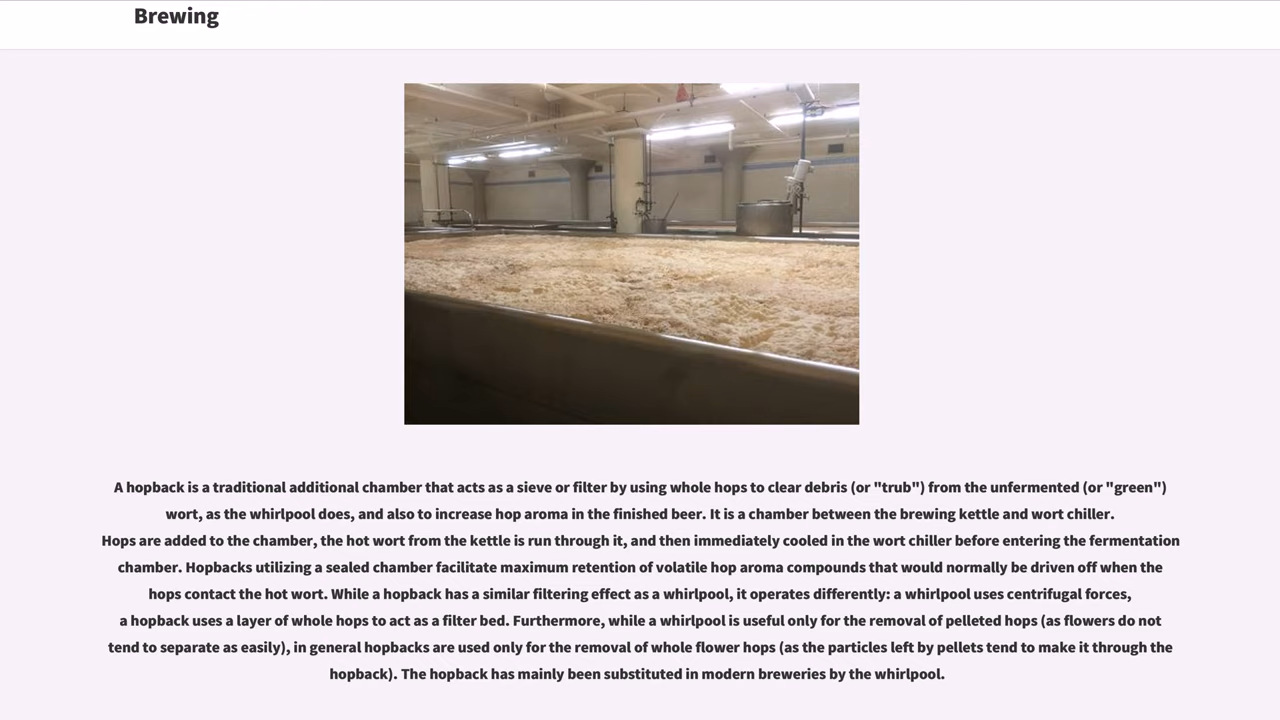 Brewing
A hopback is a traditional additional chamber that acts as a sieve or filter by using whole hops to clear debris (or "trub") from the unfermented (or "green")
wort, as the whirlpool does, and also to increase hop aroma in the finished beer. It is a chamber between the brewing kettle and wort chiller.
Hops are added to the chamber, the hot wort from the kettle is run through it, and then immediately cooled in the wort chiller before entering the fermentation
chamber. Hopbacks utilizing a sealed chamber facilitate maximum retention of volatile hop aroma compounds that would normally be driven off when the
hops contact the hot wort. While a hopback has a similar filtering effect as a whirlpool, it operates differently: a whirlpool uses centrifugal forces,
a hopback uses a layer of whole hops to act as a filter bed. Furthermore, while a whirlpool is useful only for the removal of pelleted hops (as flowers do not
tend to separate as easily), in general hopbacks are used only for the removal of whole flower hops (as the particles left by pellets tend to make it through the
hopback). The hopback has mainly been substituted in modern breweries by the whirlpool.